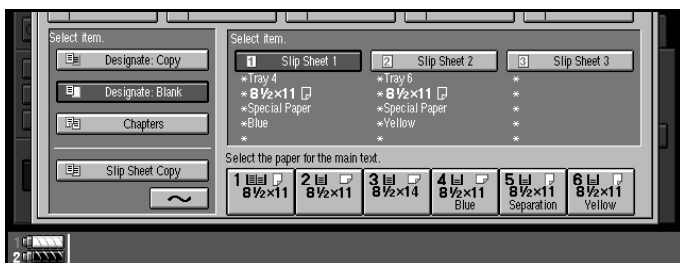 Select item.
Designate: Copy
Designate: Blank
Chapters
Slip Sheet Copy
Select item.
1 Slip Sheet 1
2 Slip Sheet 2
3 Slip Sheet 3
*Tray 4
*Tray 6
*
*8½×11
*8½×11
*
*Special Paper
*Special Paper
*
*Blue
*Yellow
*
*
*
*
Select the paper for the main text.
1 8½×11
2 8½×11
3 8½×14
4 8½×11 Blue
5 8½×11 Separation
6 8½×11 Yellow
1
2